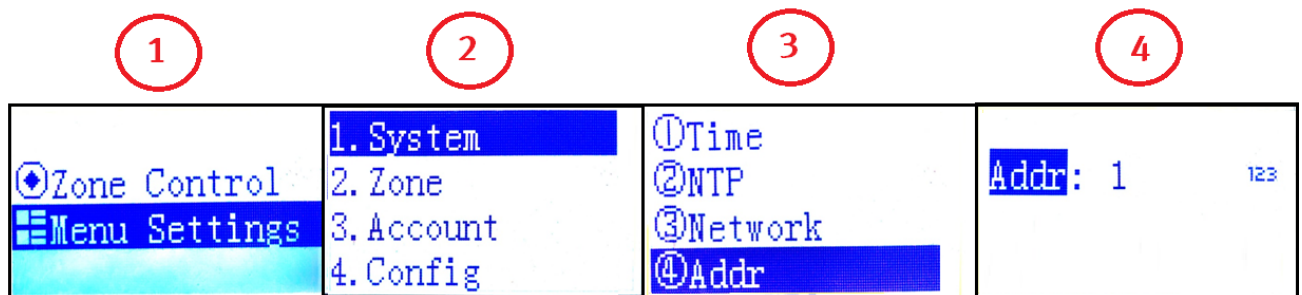 1
2
3
4
Zone Control
Menu Settings
1. System
2. Zone
3. Account
4. Config
①Time
②NTP
③Network
④Addr
Addr: 1
123